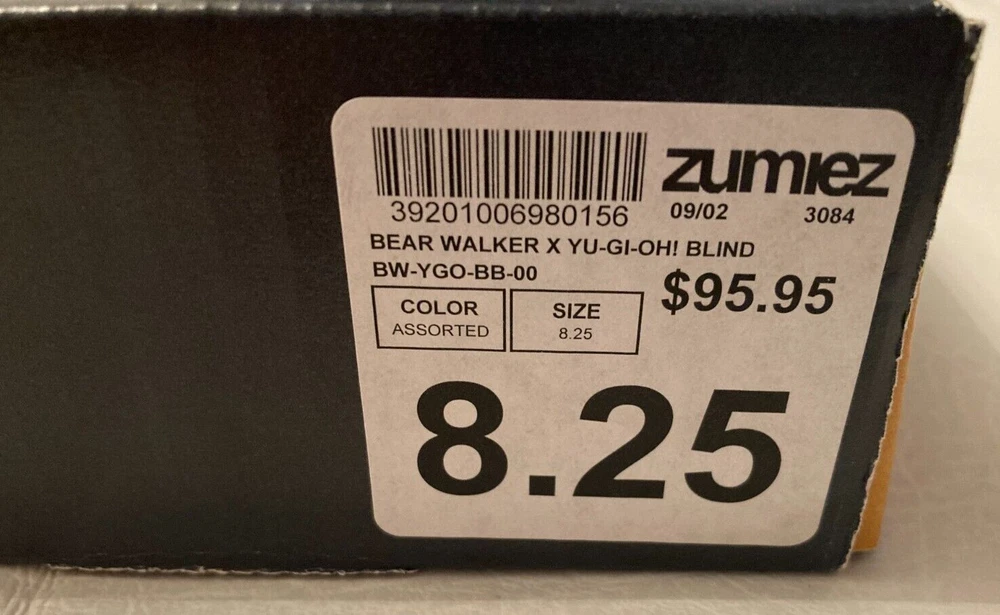 zumiez
39201006980156
09/02 3084
BEAR WALKER X YU-GI-OH! BLIND
BW-YGO-BB-00
$95.95
COLOR
ASSORTED
SIZE
8.25
8.25